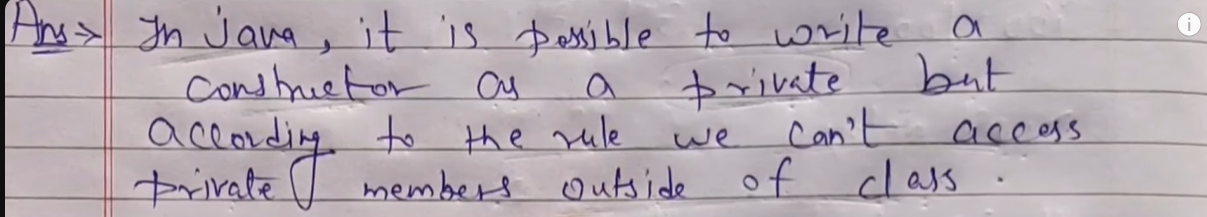 Ans → In Java, it is possible to write a
constructor as a private but
according to the rule we can't access
private members outside of class.